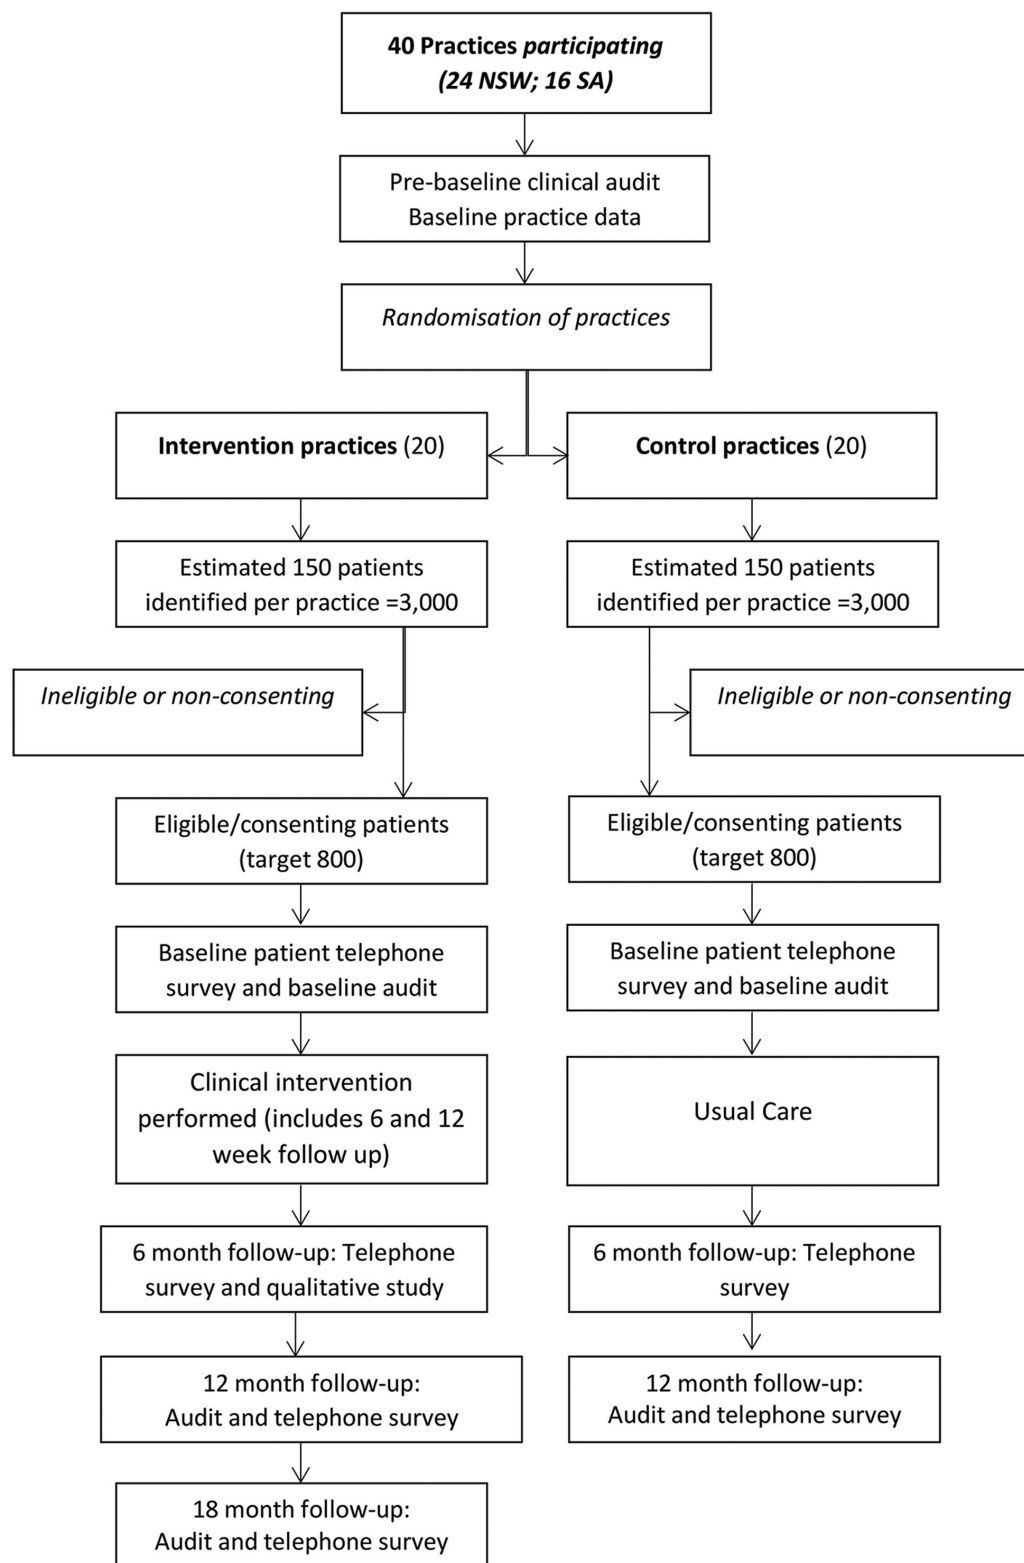 40 Practices participating
(24 NSW; 16 SA)
Pre-baseline clinical audit
Baseline practice data
Randomisation of practices
Intervention practices (20)
Control practices (20)
Estimated 150 patients
identified per practice =3,000
Estimated 150 patients
identified per practice =3,000
Ineligible or non-consenting
Ineligible or non-consenting
Eligible/consenting patients
(target 800)
Eligible/consenting patients
(target 800)
Baseline patient telephone
survey and baseline audit
Baseline patient telephone
survey and baseline audit
Clinical intervention
performed (includes 6 and 12
week follow up)
Usual Care
6 month follow-up: Telephone
survey and qualitative study
6 month follow-up: Telephone
survey
12 month follow-up:
Audit and telephone survey
12 month follow-up:
Audit and telephone survey
18 month follow-up:
Audit and telephone survey